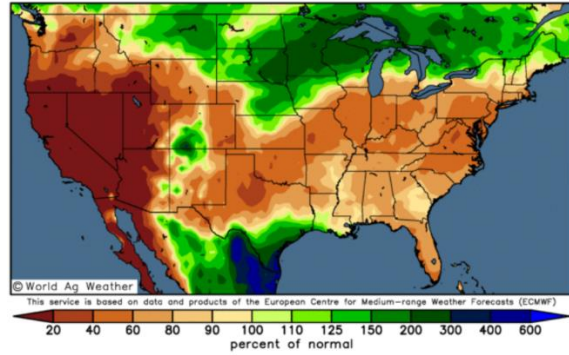 © World Ag Weather
This service is based on data and products of the European Centre for Medium-range Weather Forecasts (ECMWF)
20 40 60 80 90 100 110 125 150 200 300 400 600
percent of normal